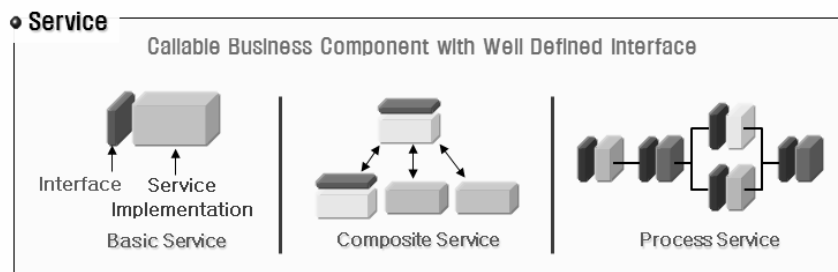 Service
Callable Business Component with Well Defined Interface
Interface
Service
Implementation
Basic Service
Composite Service
Process Service